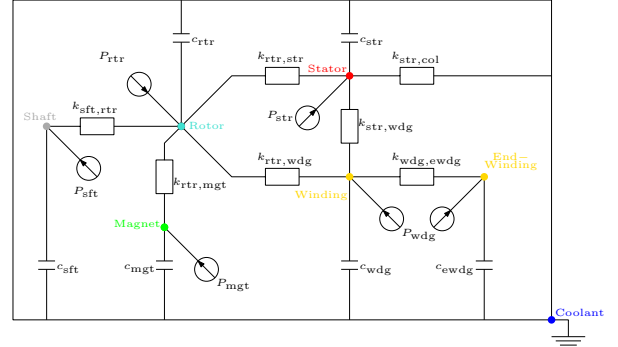 c_rtr
c_str
P_rtr
k_rtr,str
k_str,col
Stator
k_sft,rtr
Shaft
P_str
Rotor
k_str,wdg
k_rtr,wdg
k_wdg,ewdg
End−
Winding
P_sft
k_rtr,mgt
Winding
Magnet
P_wdg
c_sft
c_mgt
P_mgt
c_wdg
c_ewdg
Coolant